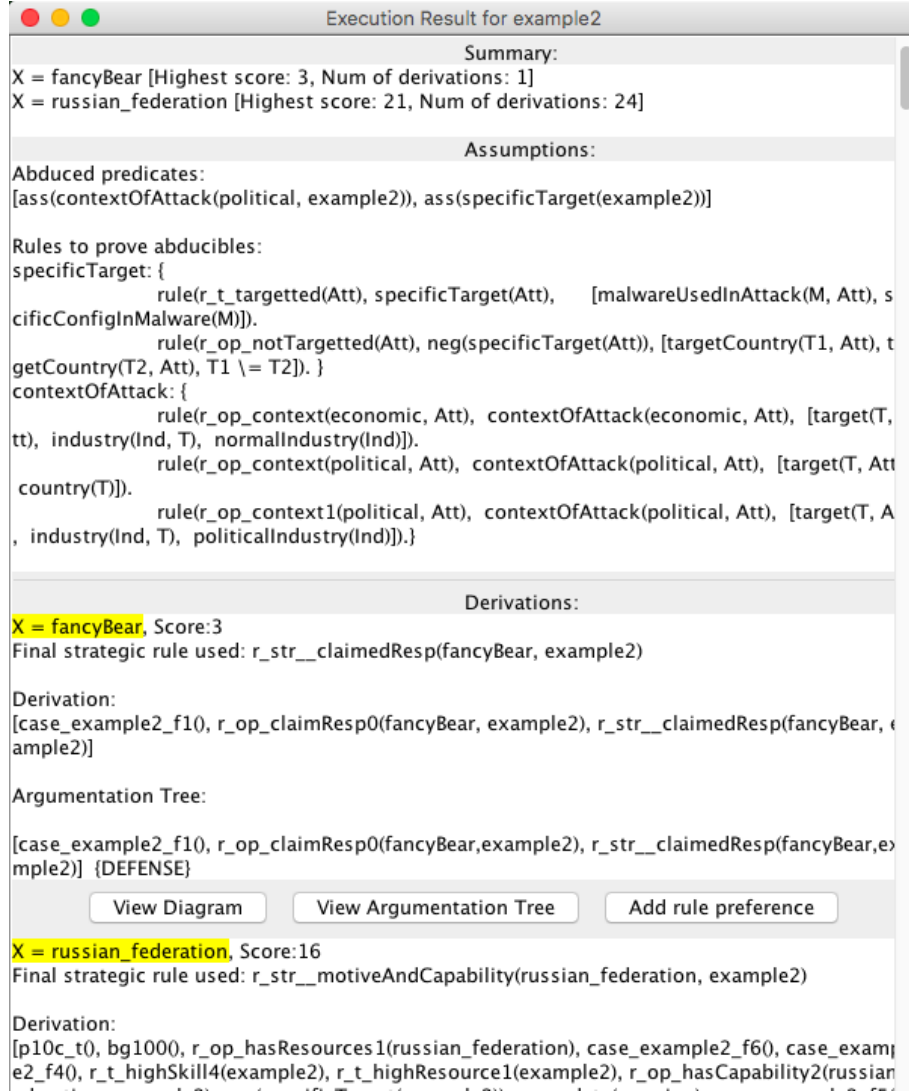 Execution Result for example2
Summary:
X = fancyBear [Highest score: 3, Num of derivations: 1]
X = russian_federation [Highest score: 21, Num of derivations: 24]
Assumptions:
Abduced predicates:
[ass(contextOfAttack(political, example2)), ass(specificTarget(example2))]
Rules to prove abducibles:
specificTarget: {
rule(r_t_targetted(Att), specificTarget(Att), [malwareUsedInAttack(M, Att), s
cificConfigInMalware(M)]).
rule(r_op_notTargetted(Att), neg(specificTarget(Att)), [targetCountry(T1, Att), t
getCountry(T2, Att), T1 \= T2]). }
contextOfAttack: {
rule(r_op_context(economic, Att), contextOfAttack(economic, Att), [target(T,
tt), industry(Ind, T), normalIndustry(Ind)]).
rule(r_op_context(political, Att), contextOfAttack(political, Att), [target(T, Att
country(T)]).
rule(r_op_context1(political, Att), contextOfAttack(political, Att), [target(T, A
, industry(Ind, T), politicalIndustry(Ind)]).}
Derivations:
X = fancyBear, Score:3
Final strategic rule used: r_str__claimedResp(fancyBear, example2)
Derivation:
[case_example2_f1(), r_op_claimResp0(fancyBear, example2), r_str__claimedResp(fancyBear, e
ample2)]
Argumentation Tree:
[case_example2_f1(), r_op_claimResp0(fancyBear,example2), r_str__claimedResp(fancyBear,ex
mple2)] {DEFENSE}
View Diagram View Argumentation Tree Add rule preference
X = russian_federation, Score:16
Final strategic rule used: r_str__motiveAndCapability(russian_federation, example2)
Derivation:
[p10c_t(), bg100(), r_op_hasResources1(russian_federation), case_example2_f6(), case_examp
e2_f4(), r_t_highSkill4(example2), r_t_highResource1(example2), r_op_hasCapability2(russian